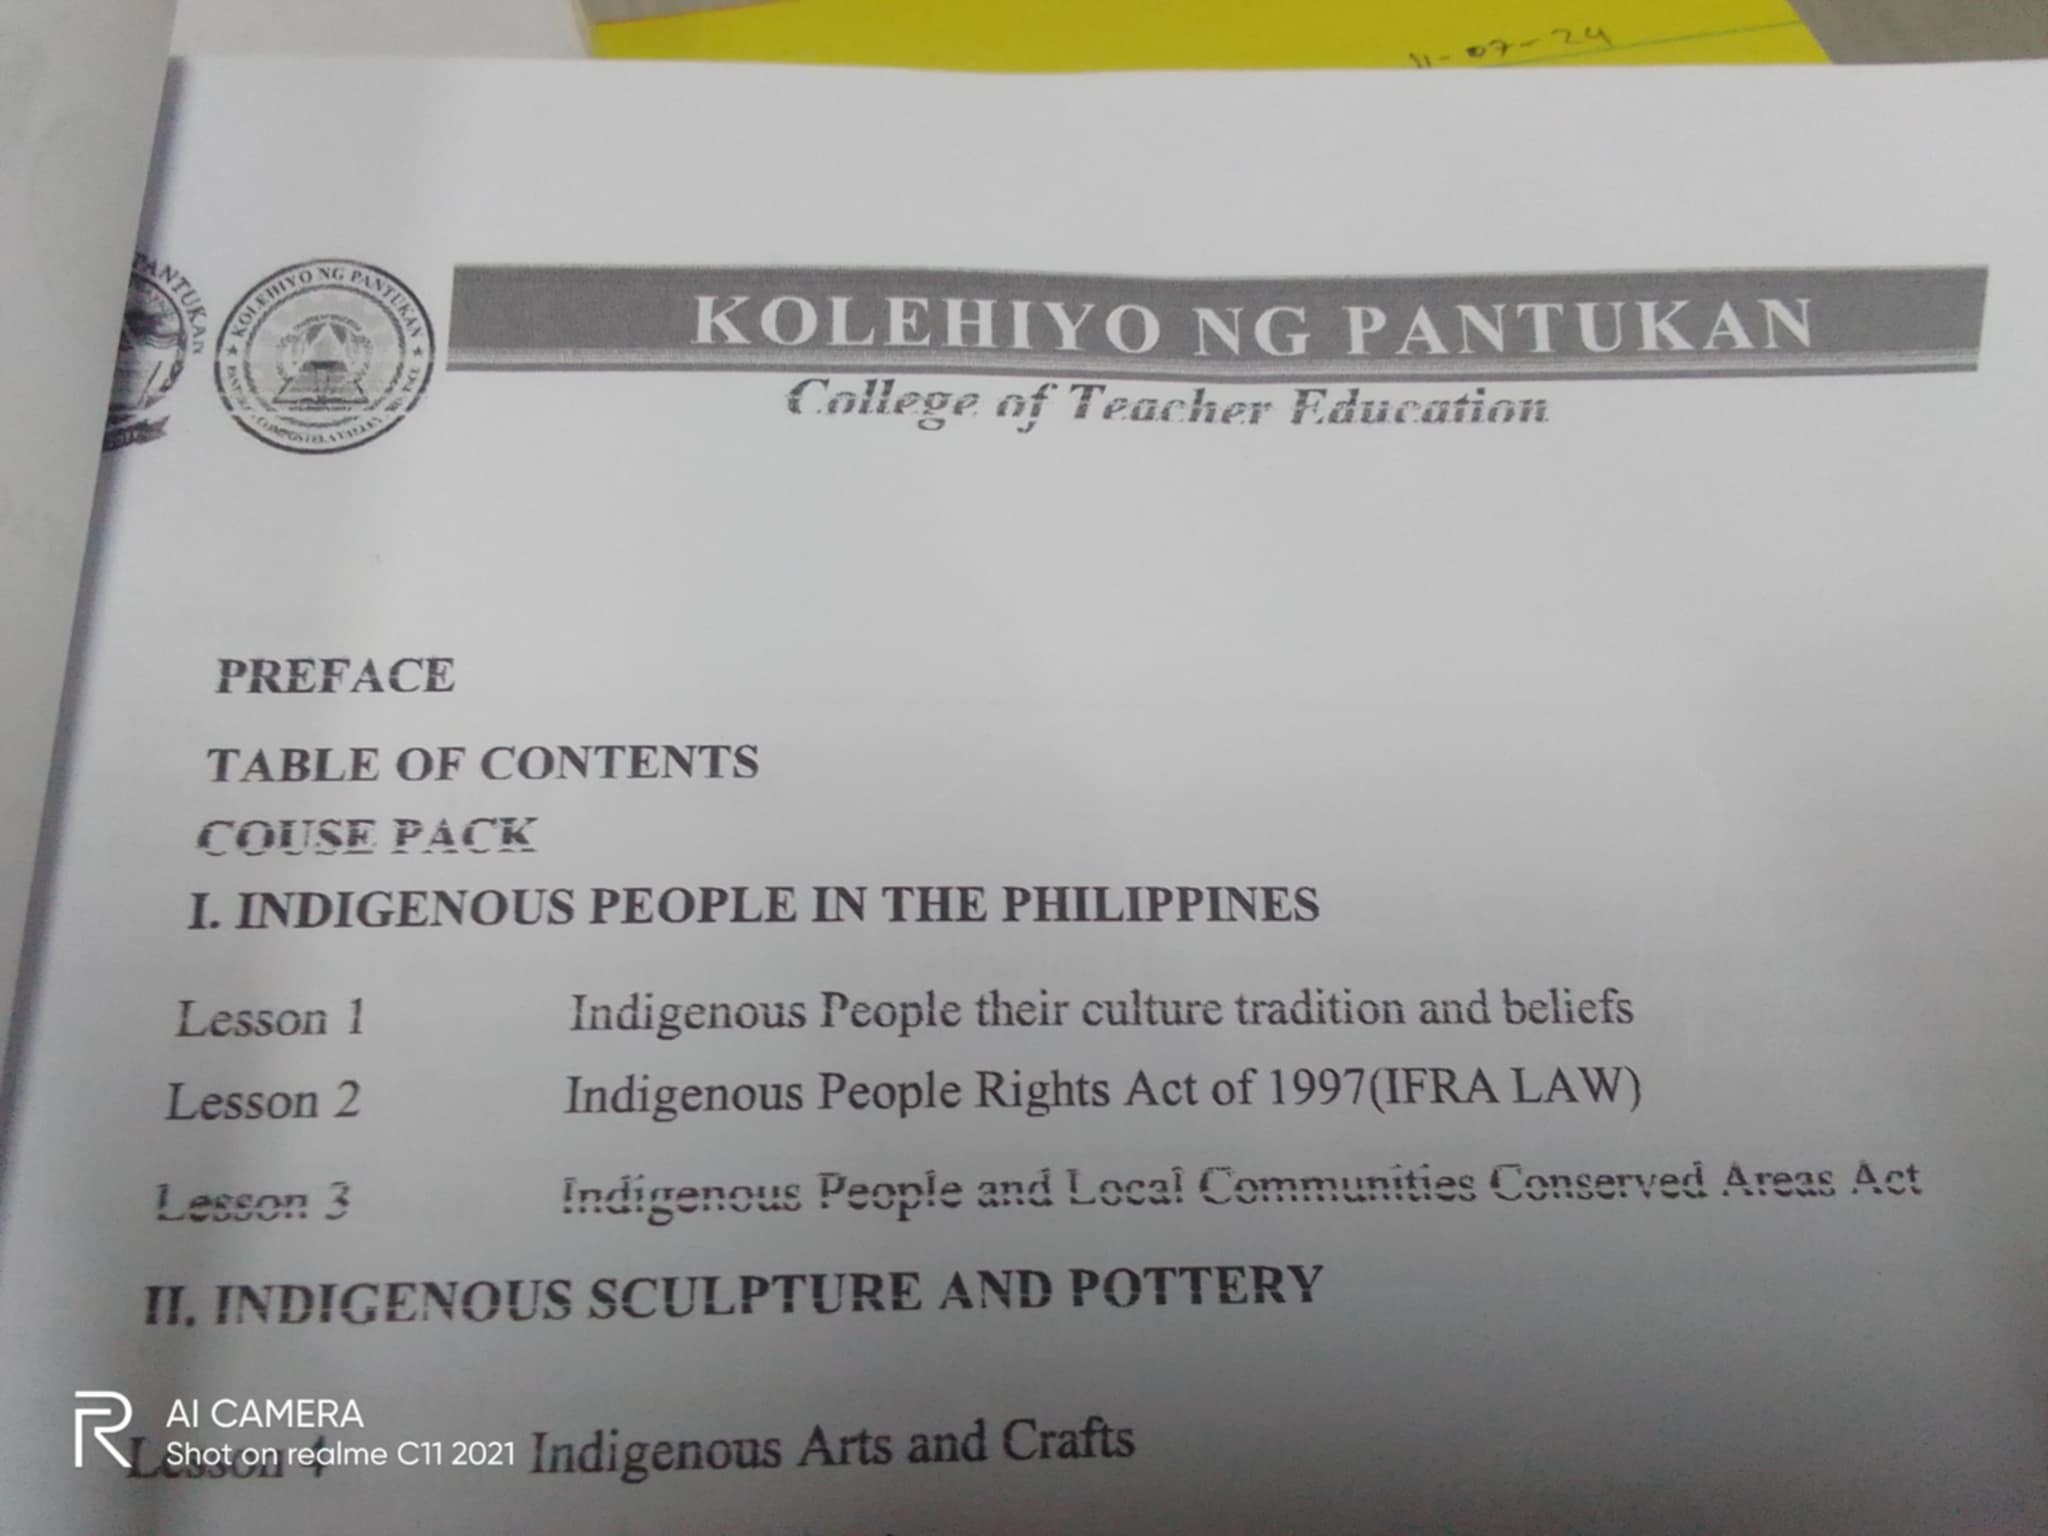 11-07-24
PANTUKAN
KOLEHIYO NG PANTUKAN
KOLEHIYO NG PANTUKAN
College of Teacher Education
PREFACE
TABLE OF CONTENTS
COUSE PACK
I. INDIGENOUS PEOPLE IN THE PHILIPPINES
Lesson 1 Indigenous People their culture tradition and beliefs
Lesson 2 Indigenous People Rights Act of 1997(IFRA LAW)
Lesson 3 Indigenous People and Local Communities Conserved Areas Act
II. INDIGENOUS SCULPTURE AND POTTERY
Lesson 4 Indigenous Arts and Crafts
AI CAMERA
Shot on realme C11 2021